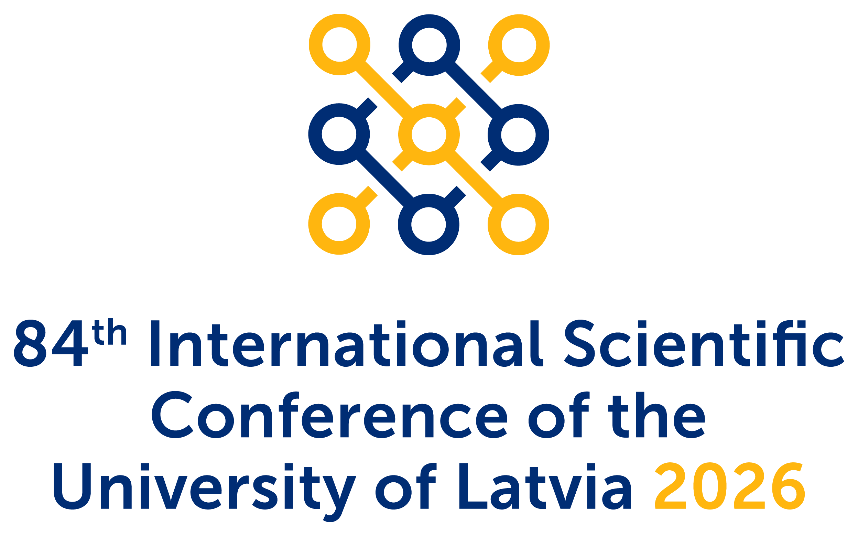 84th International Scientific
Conference of the
University of Latvia 2026